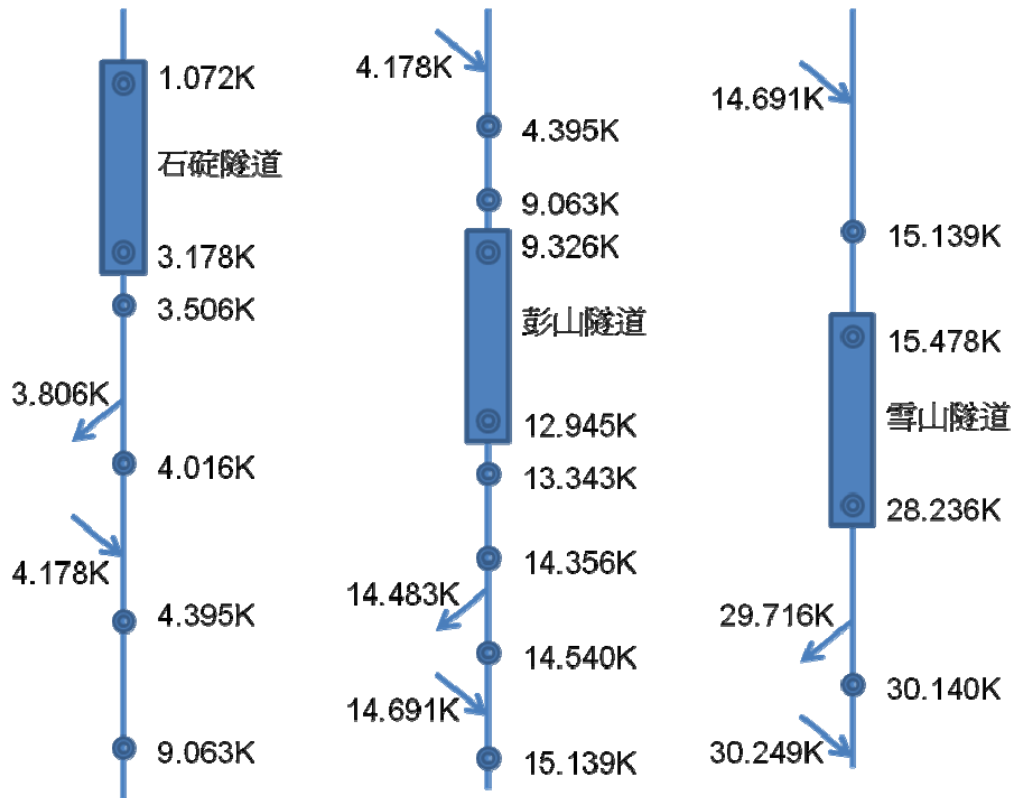 1.072K
石碇隧道
3.178K
3.506K
3.806K
4.016K
4.178K
4.395K
9.063K
4.178K
4.395K
9.063K
9.326K
彭山隧道
12.945K
13.343K
14.356K
14.483K
14.540K
14.691K
15.139K
14.691K
15.139K
15.478K
雪山隧道
28.236K
29.716K
30.140K
30.249K